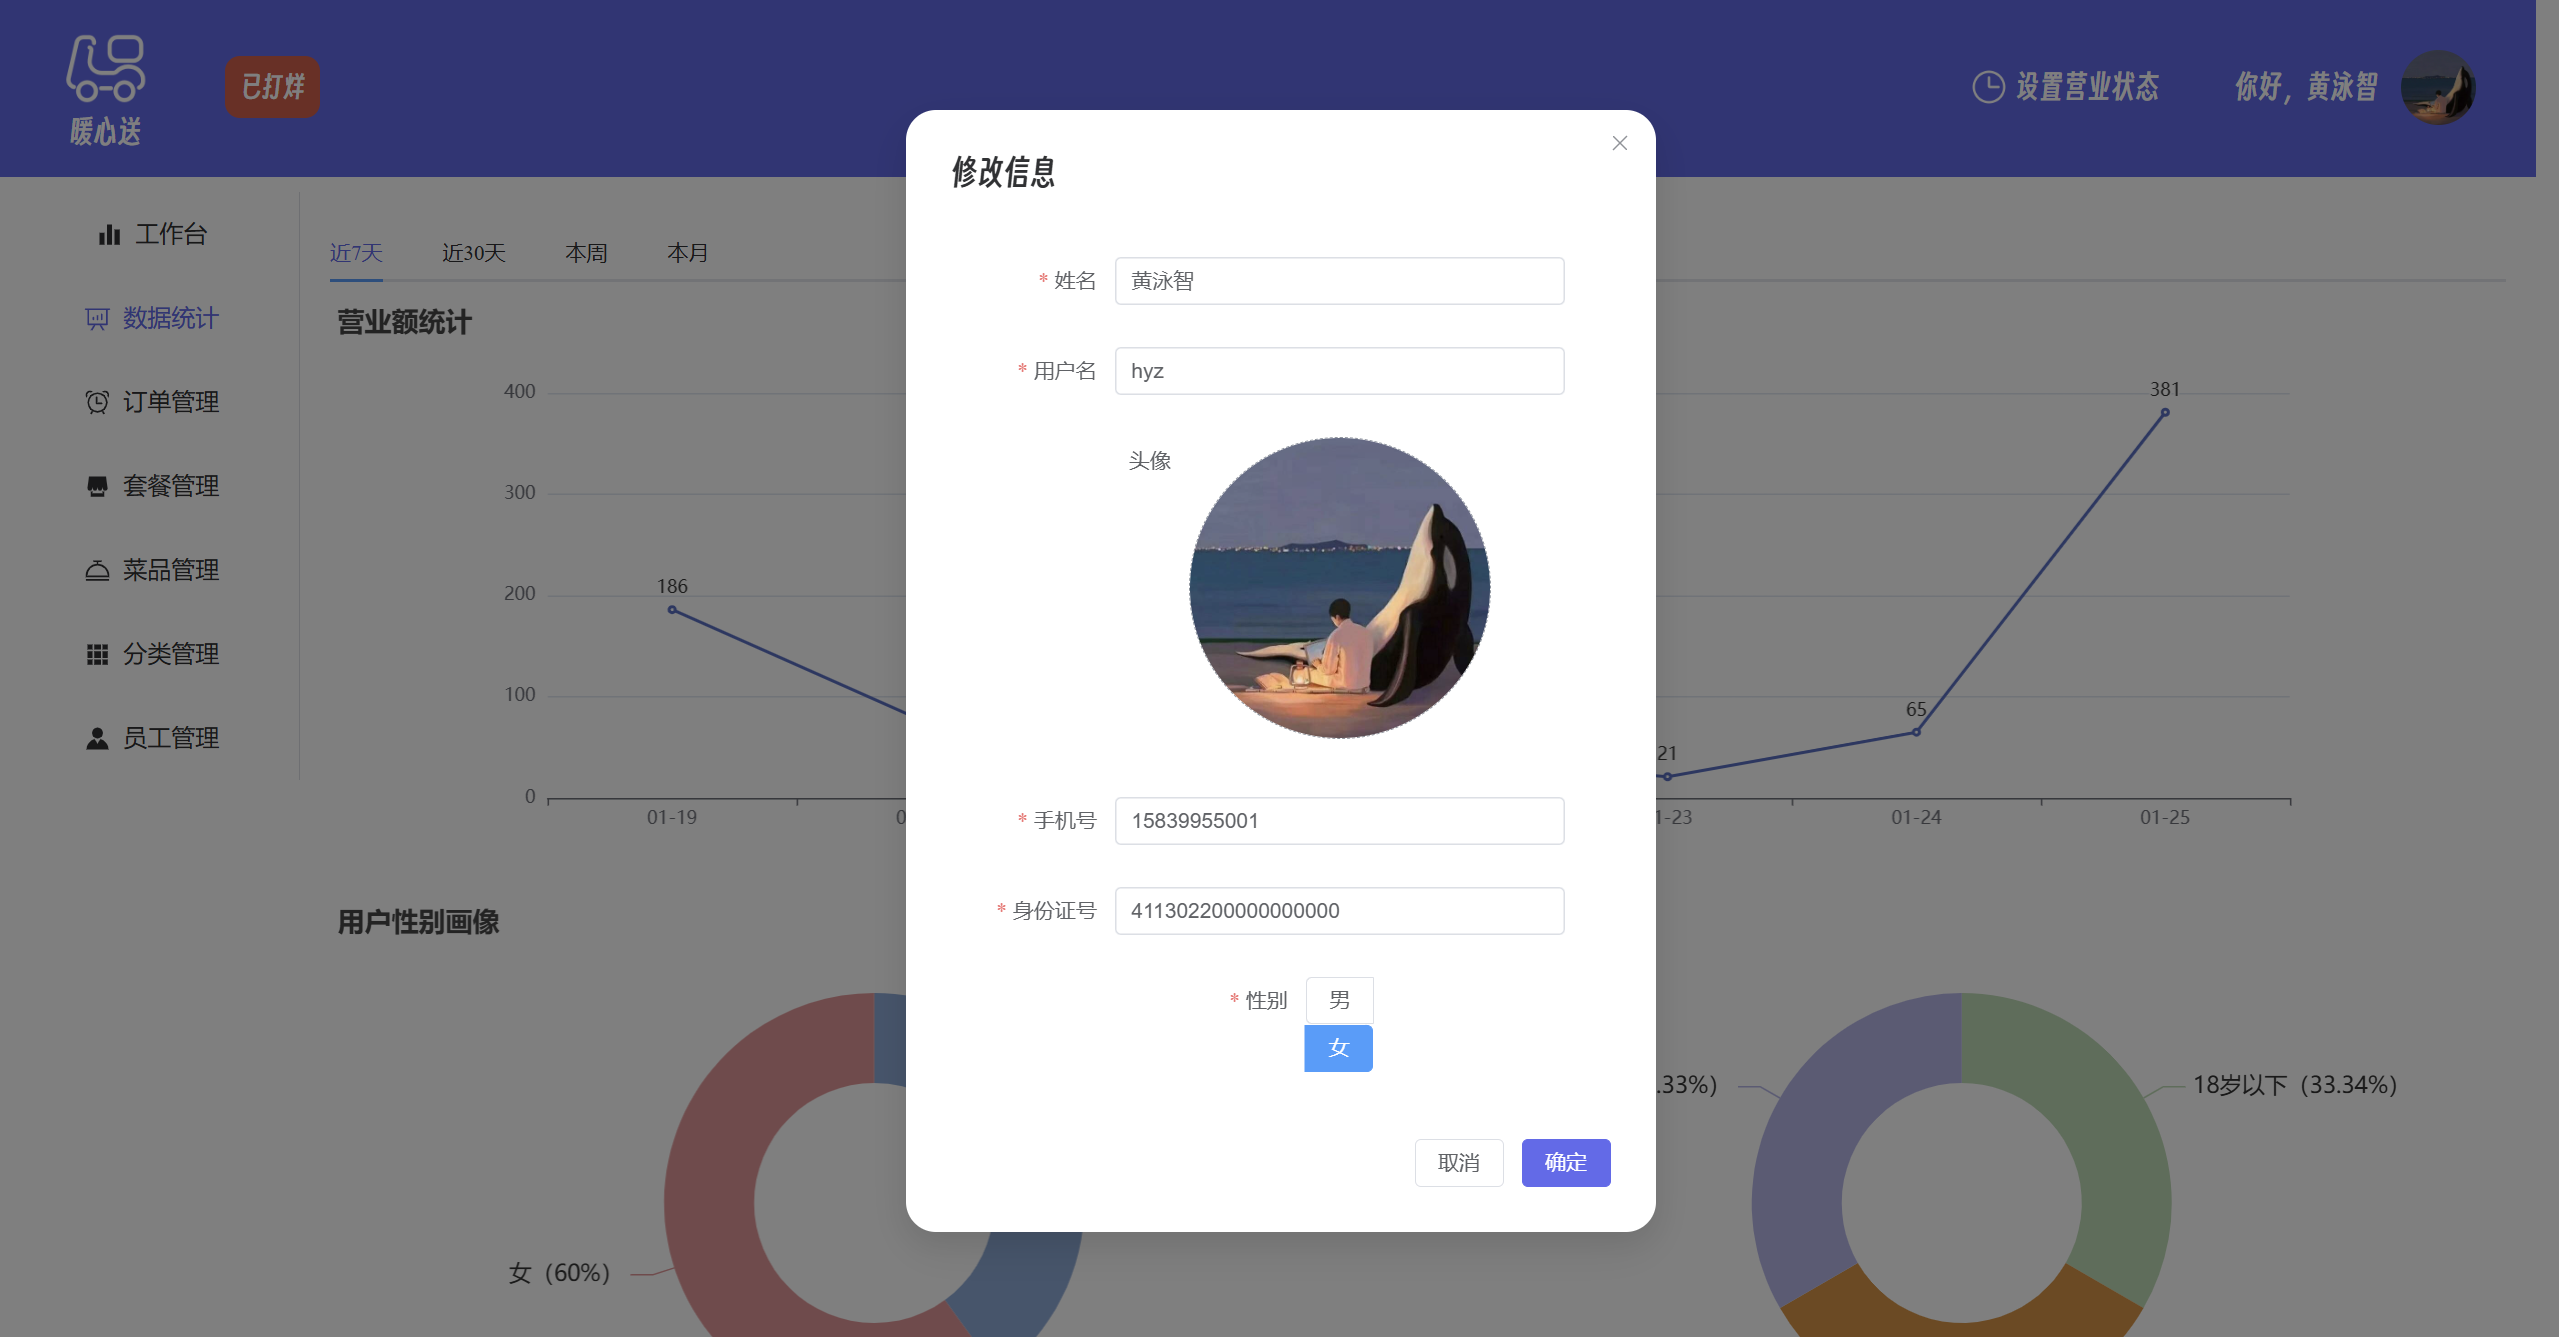 暖心送
已打烊
设置营业状态
你好，黄泳智
工作台
数据统计
订单管理
套餐管理
菜品管理
分类管理
员工管理
近7天 近30天 本周 本月
营业额统计
400
300
200
100
0
186
21
65
381
01-19
0
1-23
01-24
01-25
用户性别画像
女（60%）
.33%）
18岁以下（33.34%）
修改信息
* 姓名 黄泳智
* 用户名 hyz
头像
* 手机号 15839955001
* 身份证号 411302200000000000
* 性别 男
女
取消 确定